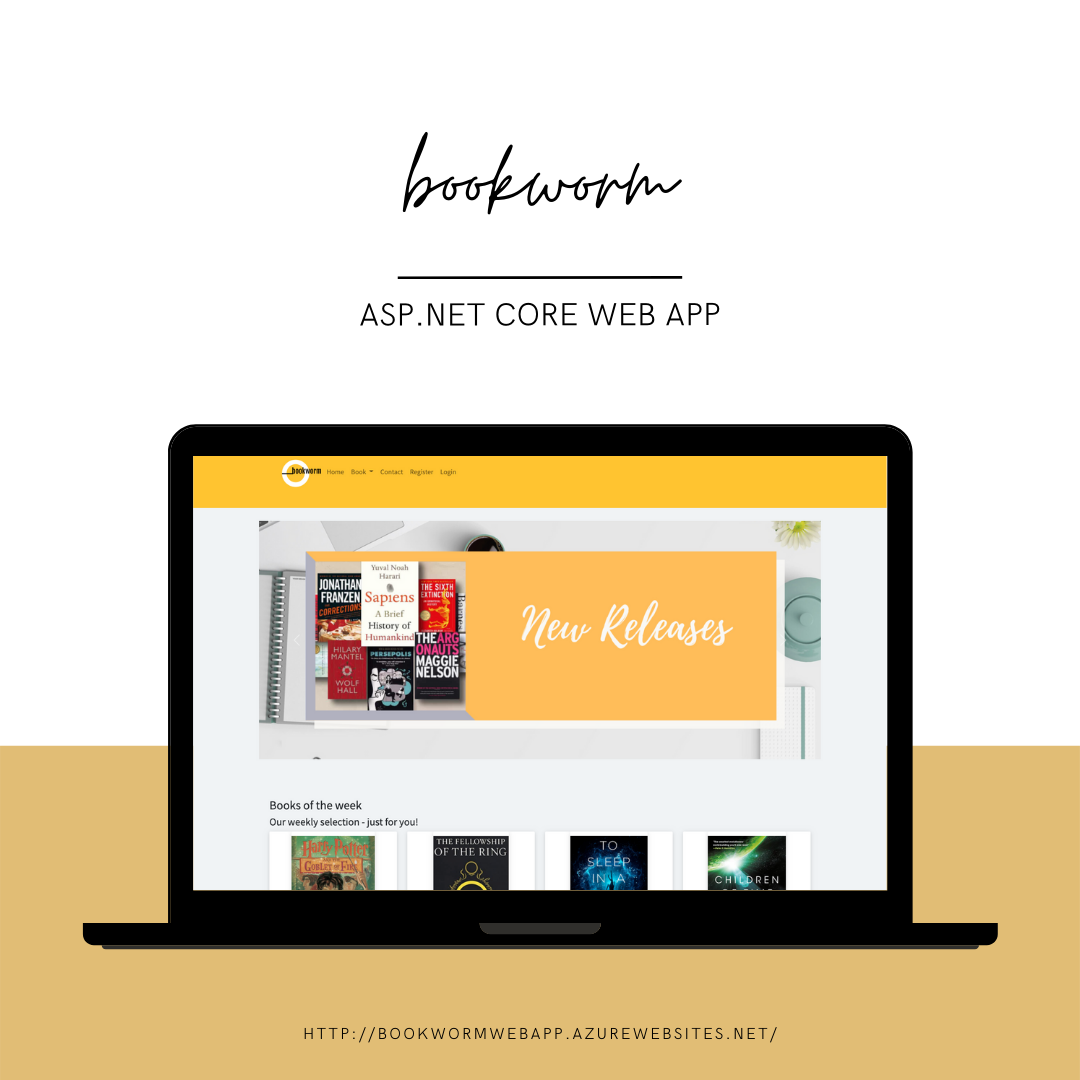 bookworm
ASP.NET CORE WEB APP
bookworm Home Book Contact Register Login
Yuval Noah
Harari
Sapiens
A Brief
History of
Humankind
JONATHAN
FRANZEN
CORRECTIONS
THE SIXTH
EXTINCTION
HILARY
MANTEL
WOLF
HALL
PERSEPOLIS
THE ARG
ONAUTS
MAGGIE
NELSON
New Releases
Books of the week
Our weekly selection - just for you!
Harry Potter
AND THE
GOBLET OF FIRE
THE FELLOWSHIP
OF THE RING
TO
SLEEP
IN A
CHILDREN
HTTP://BOOKWORMWEBAPP.AZUREWEBSITES.NET/